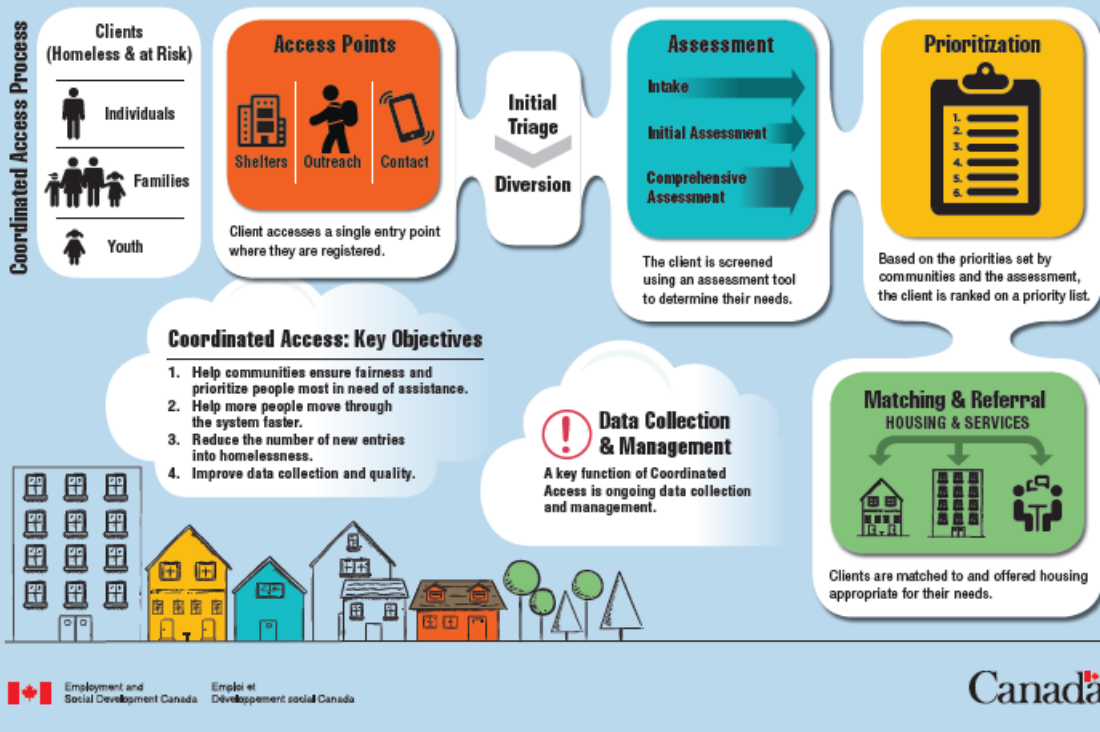 Coordinated Access Process
Clients
(Homeless & at Risk)
Individuals
Families
Youth
Access Points
Shelters
Outreach
Contact
Client accesses a single entry point
where they are registered.
Initial
Triage
Diversion
Assessment
Intake
Initial Assessment
Comprehensive
Assessment
The client is screened
using an assessment tool
to determine their needs.
Prioritization
1.
2.
3.
4.
5.
6.
Based on the priorities set by
communities and the assessment,
the client is ranked on a priority list.
Matching & Referral
HOUSING & SERVICES
Clients are matched to and offered housing
appropriate for their needs.
Coordinated Access: Key Objectives
1. Help communities ensure fairness and
prioritize people most in need of assistance.
2. Help more people move through
the system faster.
3. Reduce the number of new entries
into homelessness.
4. Improve data collection and quality.
!
Data Collection
& Management
A key function of Coordinated
Access is ongoing data collection
and management.
Employment and
Social Development Canada
Emploi et
Développement social Canada
Canada